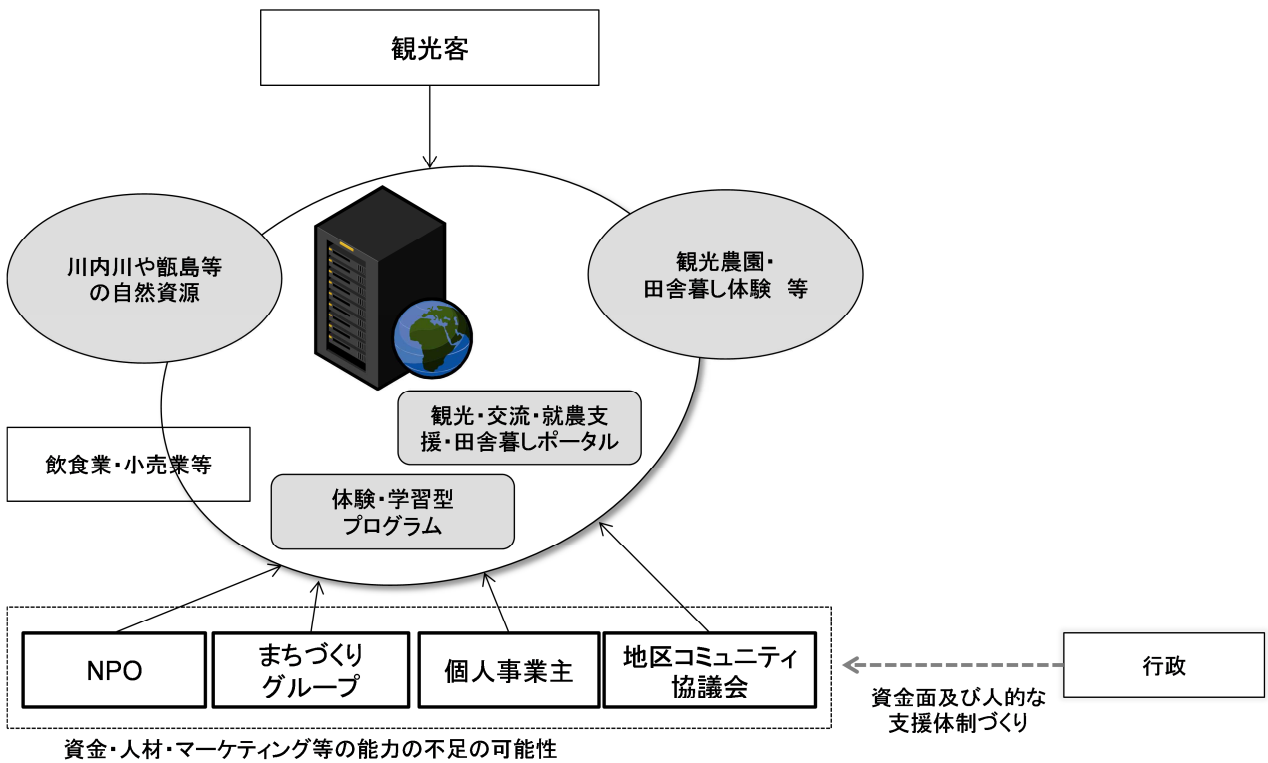 観光客
川内川や甑島等
の自然資源
観光農園・
田舎暮し体験　等
観光・交流・就農支
援・田舎暮しポータル
飲食業・小売業等
体験・学習型
プログラム
NPO
まちづくり
グループ
個人事業主
地区コミュニティ
協議会
行政
資金面及び人的な
支援体制づくり
資金・人材・マーケティング等の能力の不足の可能性